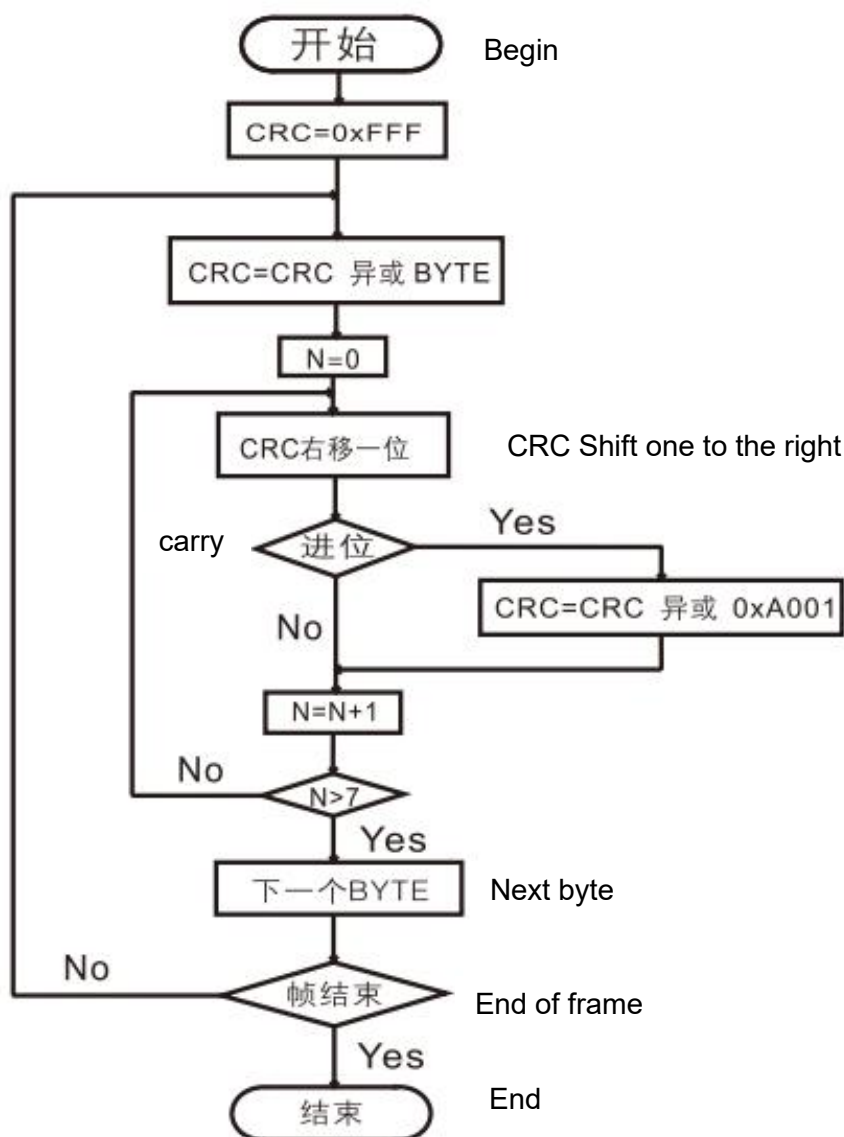 开始 Begin
CRC=0xFFF
CRC=CRC 异或 BYTE
N=0
CRC右移一位 CRC Shift one to the right
carry 进位 Yes
CRC=CRC 异或 0xA001
No
N=N+1
No N>7
Yes
下一个BYTE Next byte
No 帧结束 End of frame
Yes
结束 End